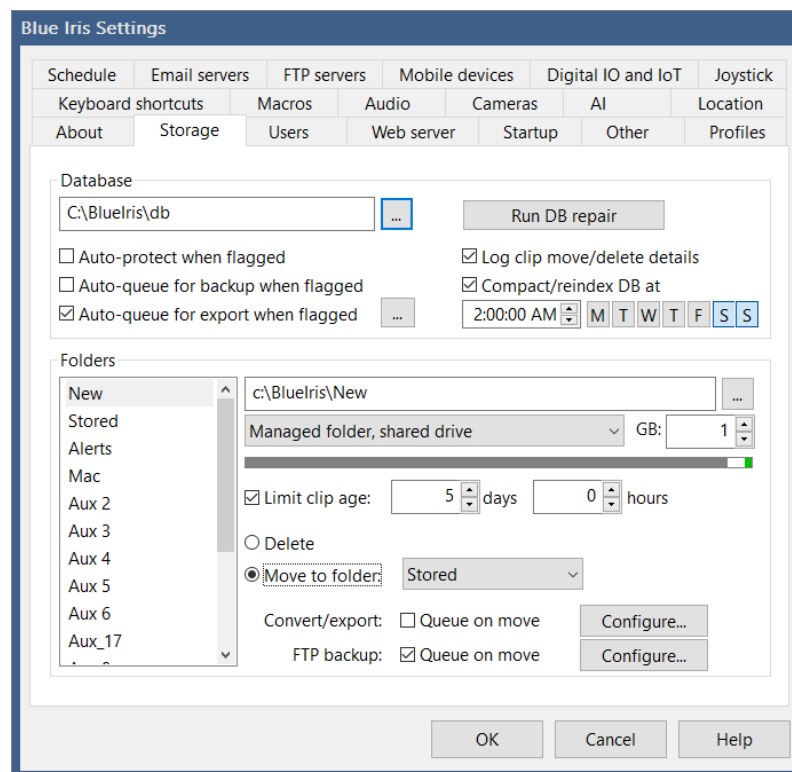 Blue Iris Settings
Schedule Email servers FTP servers Mobile devices Digital IO and IoT Joystick
Keyboard shortcuts Macros Audio Cameras AI Location
About Storage Users Web server Startup Other Profiles
Database
C:\BlueIris\db ... Run DB repair
Auto-protect when flagged Log clip move/delete details
Auto-queue for backup when flagged Compact/reindex DB at
Auto-queue for export when flagged ... 2:00:00 AM M T W T F S S
Folders
New c:\BlueIris\New ...
Stored Managed folder, shared drive GB: 1
Alerts
Mac
Aux 2 Limit clip age: 5 days 0 hours
Aux 3
Aux 4 Delete
Aux 5 Move to folder: Stored
Aux 6 Convert/export: Queue on move Configure...
Aux_17 FTP backup: Queue on move Configure...
OK Cancel Help